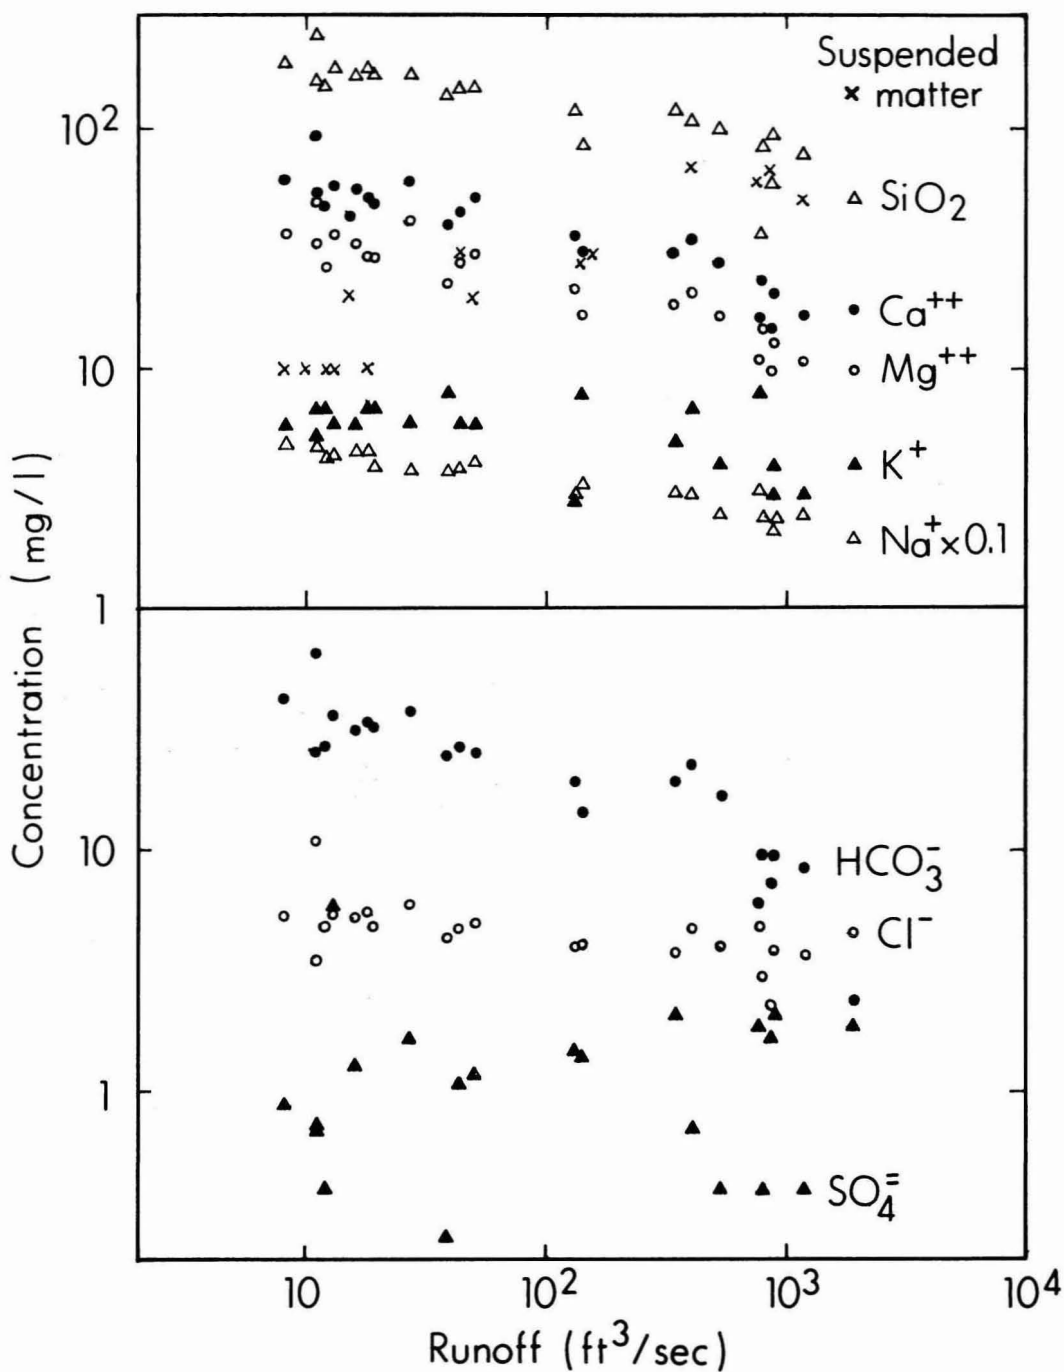 Suspended
× matter
10²
△ SiO₂
● Ca⁺⁺
○ Mg⁺⁺
10
▲ K⁺
△ Na⁺×0.1
1
Concentration (mg/l)
10
HCO₃⁻
○ Cl⁻
1
SO₄⁼
10 10² 10³ 10⁴
Runoff (ft³/sec)